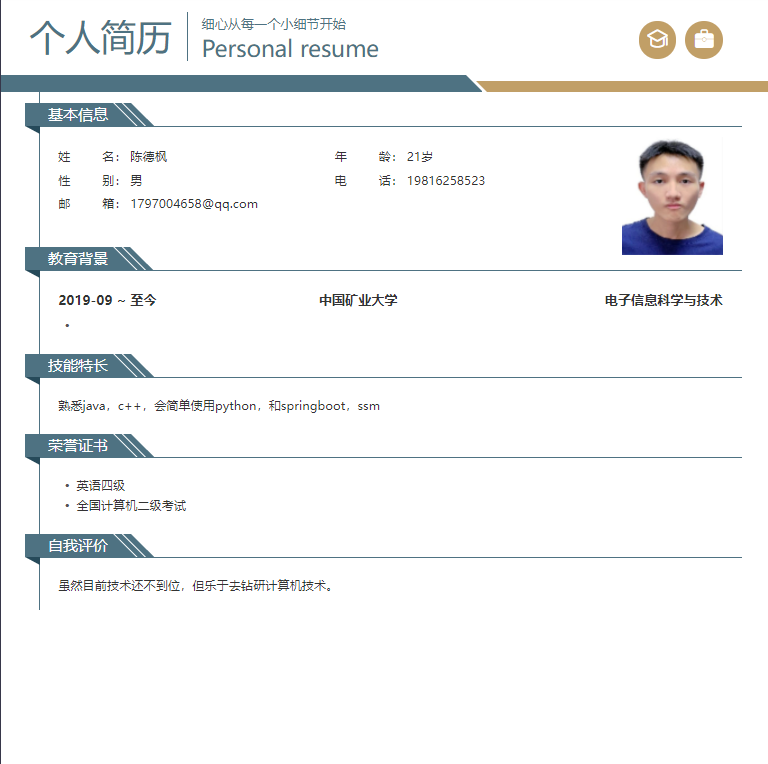 个人简历
细心从每一个小细节开始
Personal resume
基本信息
姓 名： 陈德枫 年 龄： 21岁
性 别： 男 电 话： 19816258523
邮 箱： 1797004658@qq.com
教育背景
2019-09 ~ 至今 中国矿业大学 电子信息科学与技术
•
技能特长
熟悉java，c++，会简单使用python，和springboot，ssm
荣誉证书
• 英语四级
• 全国计算机二级考试
自我评价
虽然目前技术还不到位，但乐于去钻研计算机技术。